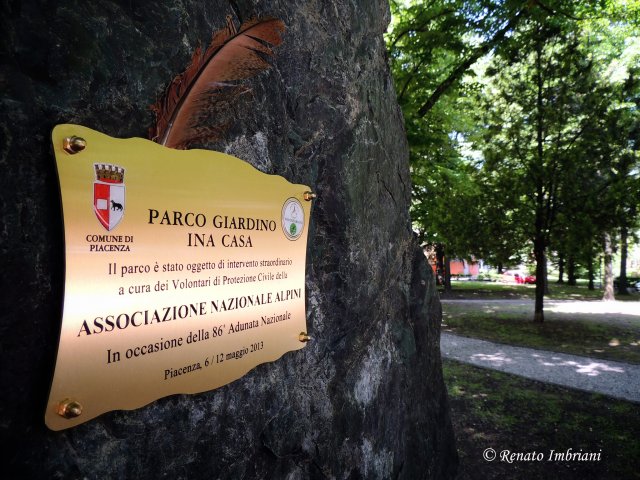 PARCO GIARDINO
INA CASA
COMUNE DI
PIACENZA
Il parco è stato oggetto di intervento straordinario
a cura dei Volontari di Protezione Civile della
ASSOCIAZIONE NAZIONALE ALPINI
In occasione della 86ª Adunata Nazionale
Piacenza, 6 / 12 maggio 2013
© Renato Imbriani